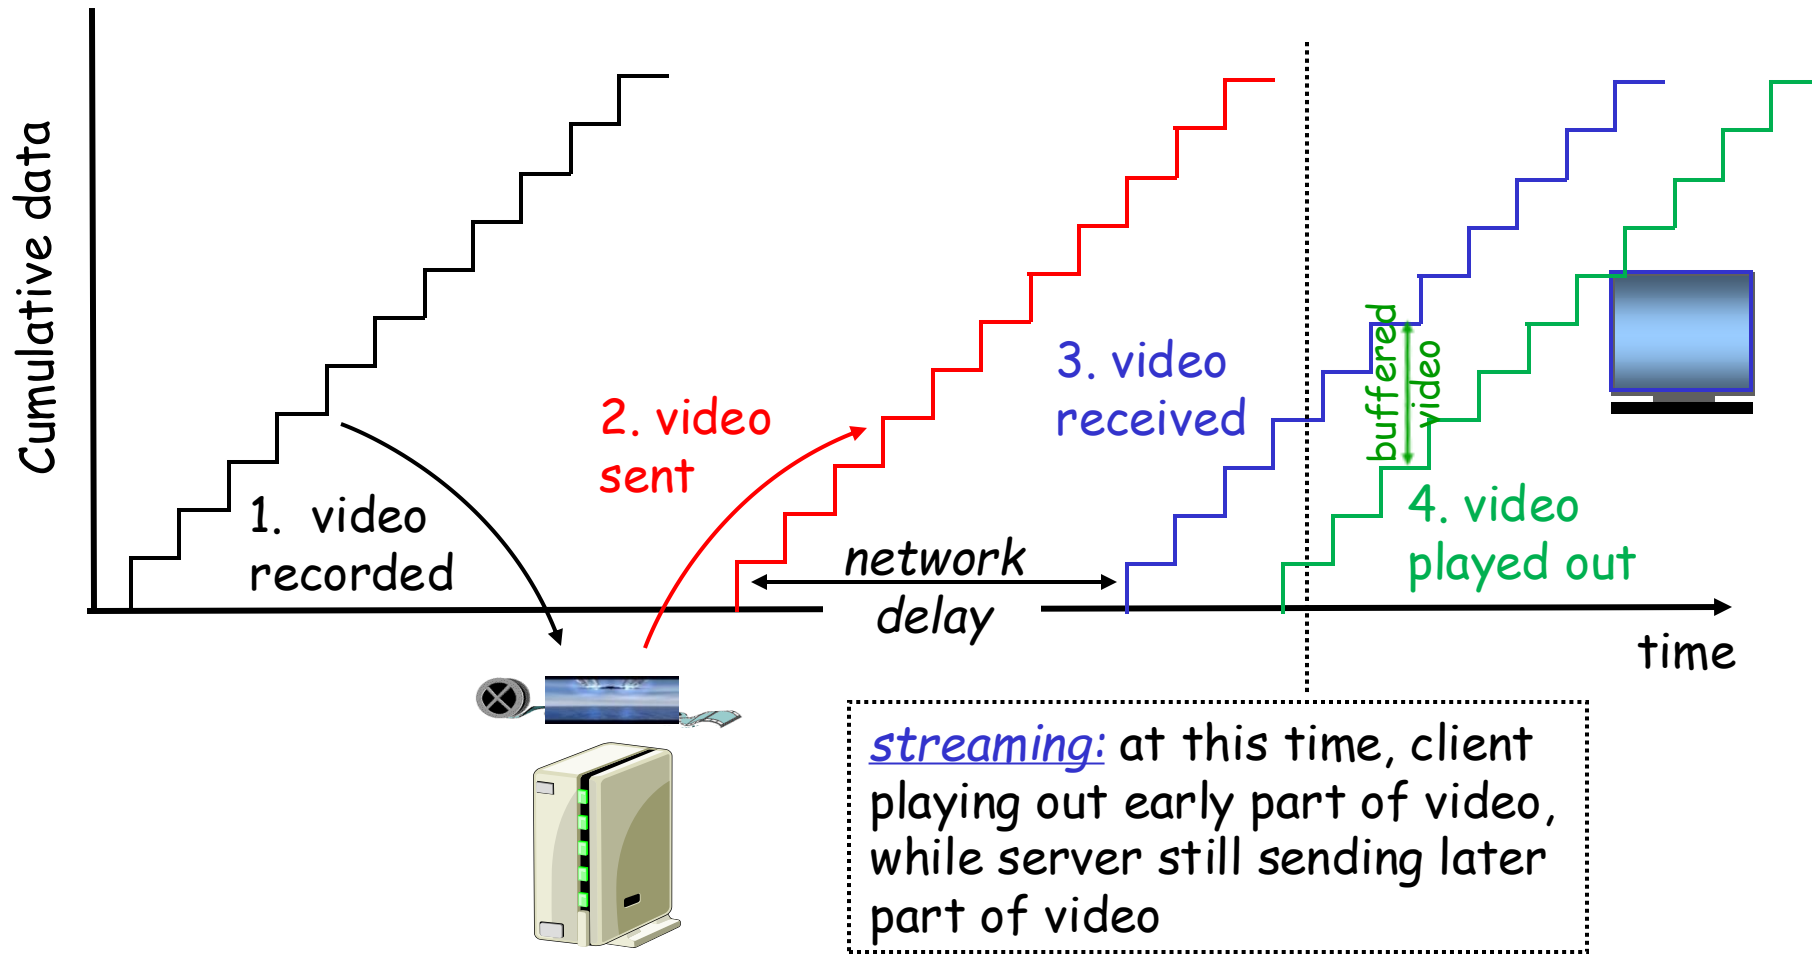 Cumulative data
1. video
recorded
2. video
sent
network
delay
3. video
received
buffered
video
4. video
played out
time
streaming: at this time, client
playing out early part of video,
while server still sending later
part of video